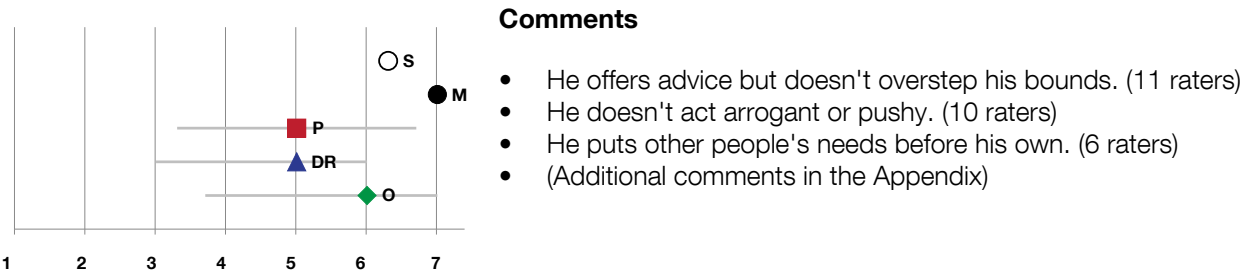 Comments
S
M
P
DR
O
1 2 3 4 5 6 7
• He offers advice but doesn't overstep his bounds. (11 raters)
• He doesn't act arrogant or pushy. (10 raters)
• He puts other people's needs before his own. (6 raters)
• (Additional comments in the Appendix)